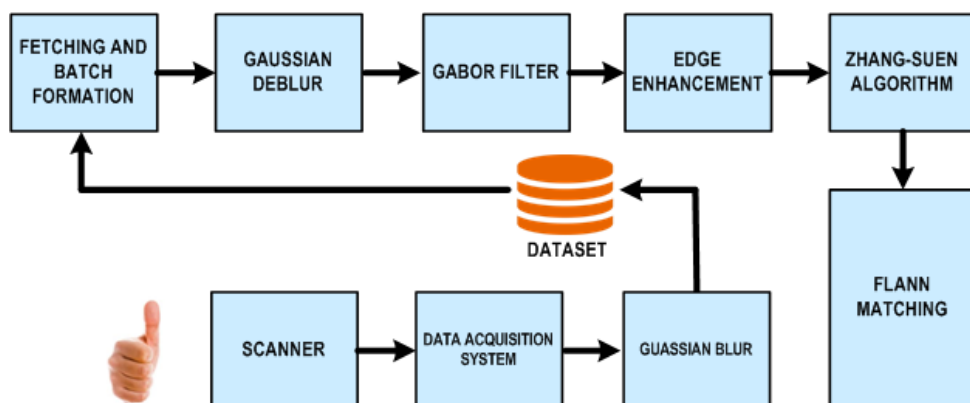 FETCHING AND
BATCH
FORMATION
GAUSSIAN
DEBLUR
GABOR FILTER
EDGE
ENHANCEMENT
ZHANG-SUEN
ALGORITHM
DATASET
FLANN
MATCHING
SCANNER
DATA ACQUISITION
SYSTEM
GUASSIAN BLUR